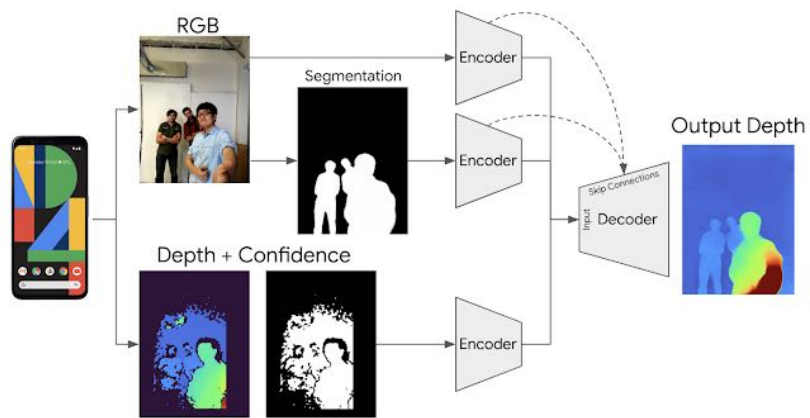 RGB
Segmentation
Encoder
Encoder
Output Depth
Skip Connections
Input
Decoder
Depth + Confidence
Encoder